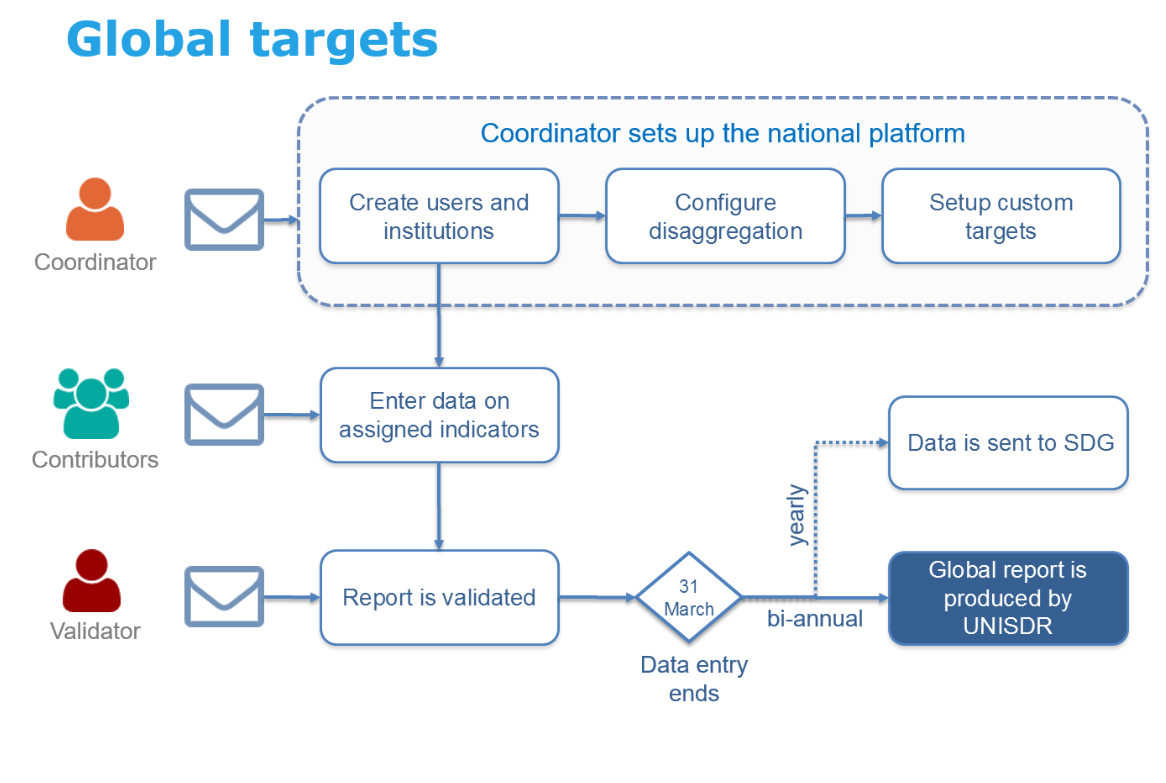 Global targets
Coordinator sets up the national platform
Coordinator
Create users and
institutions
Configure
disaggregation
Setup custom
targets
Contributors
Enter data on
assigned indicators
Data is sent to SDG
yearly
Validator
Report is validated
31
March
Data entry
ends
bi-annual
Global report is
produced by
UNISDR